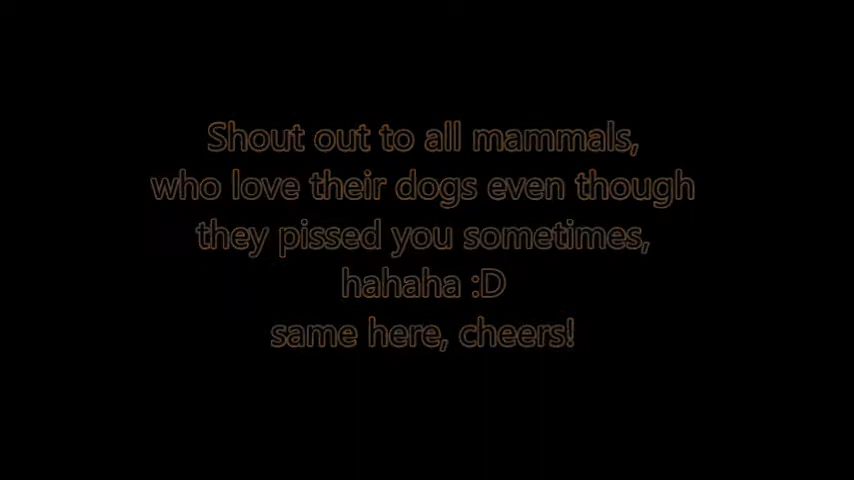 Shout out to all mammals,
who love their dogs even though
they pissed you sometimes,
hahaha :D
same here, cheers!